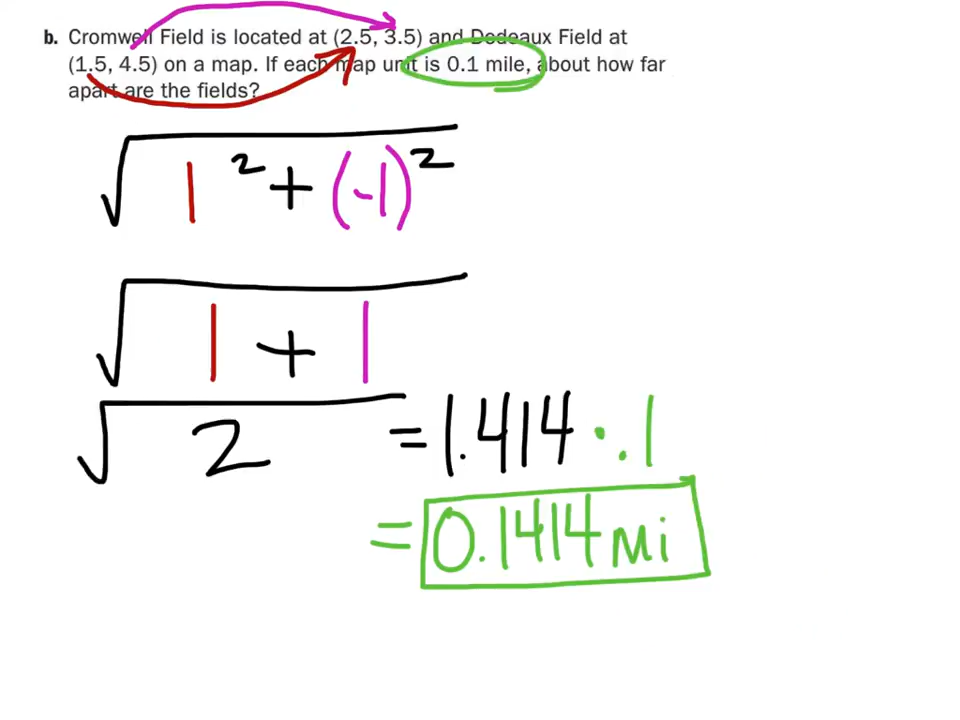 b. Cromwell Field is located at (2.5, 3.5) and Dedeaux Field at
(1.5, 4.5) on a map. If each map unit is 0.1 mile, about how far
apart are the fields?
√1² + (-1)²
√1 + 1
√2 = 1.414 · .1
= 0.1414 mi